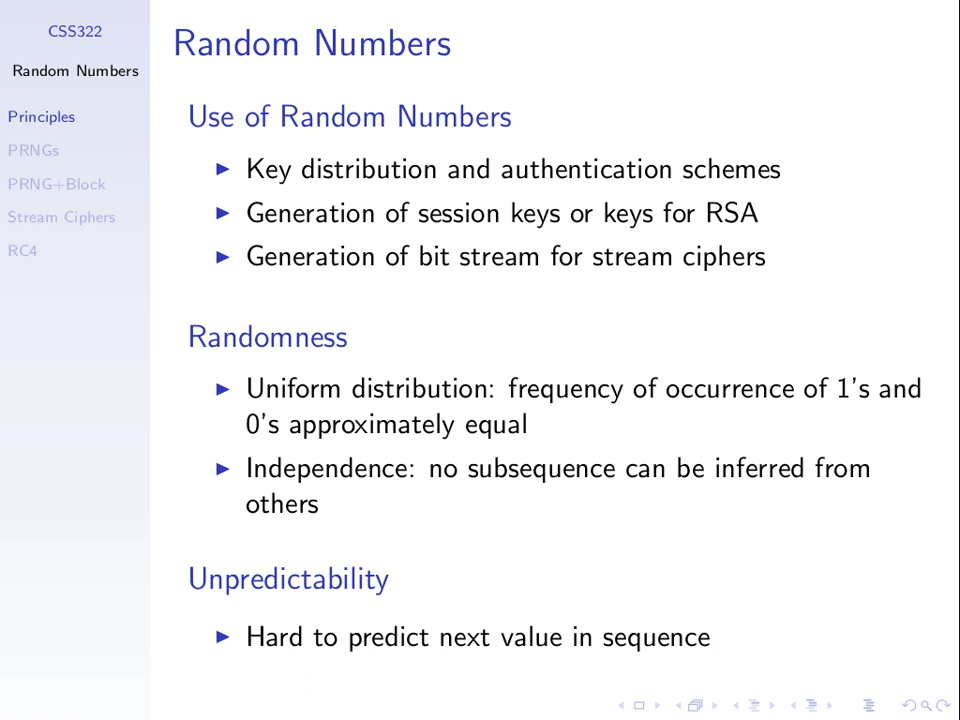 CSS322
Random Numbers
Principles
PRNGs
PRNG+Block
Stream Ciphers
RC4
Random Numbers
Use of Random Numbers
Key distribution and authentication schemes
Generation of session keys or keys for RSA
Generation of bit stream for stream ciphers
Randomness
Uniform distribution: frequency of occurrence of 1's and
0's approximately equal
Independence: no subsequence can be inferred from
others
Unpredictability
Hard to predict next value in sequence